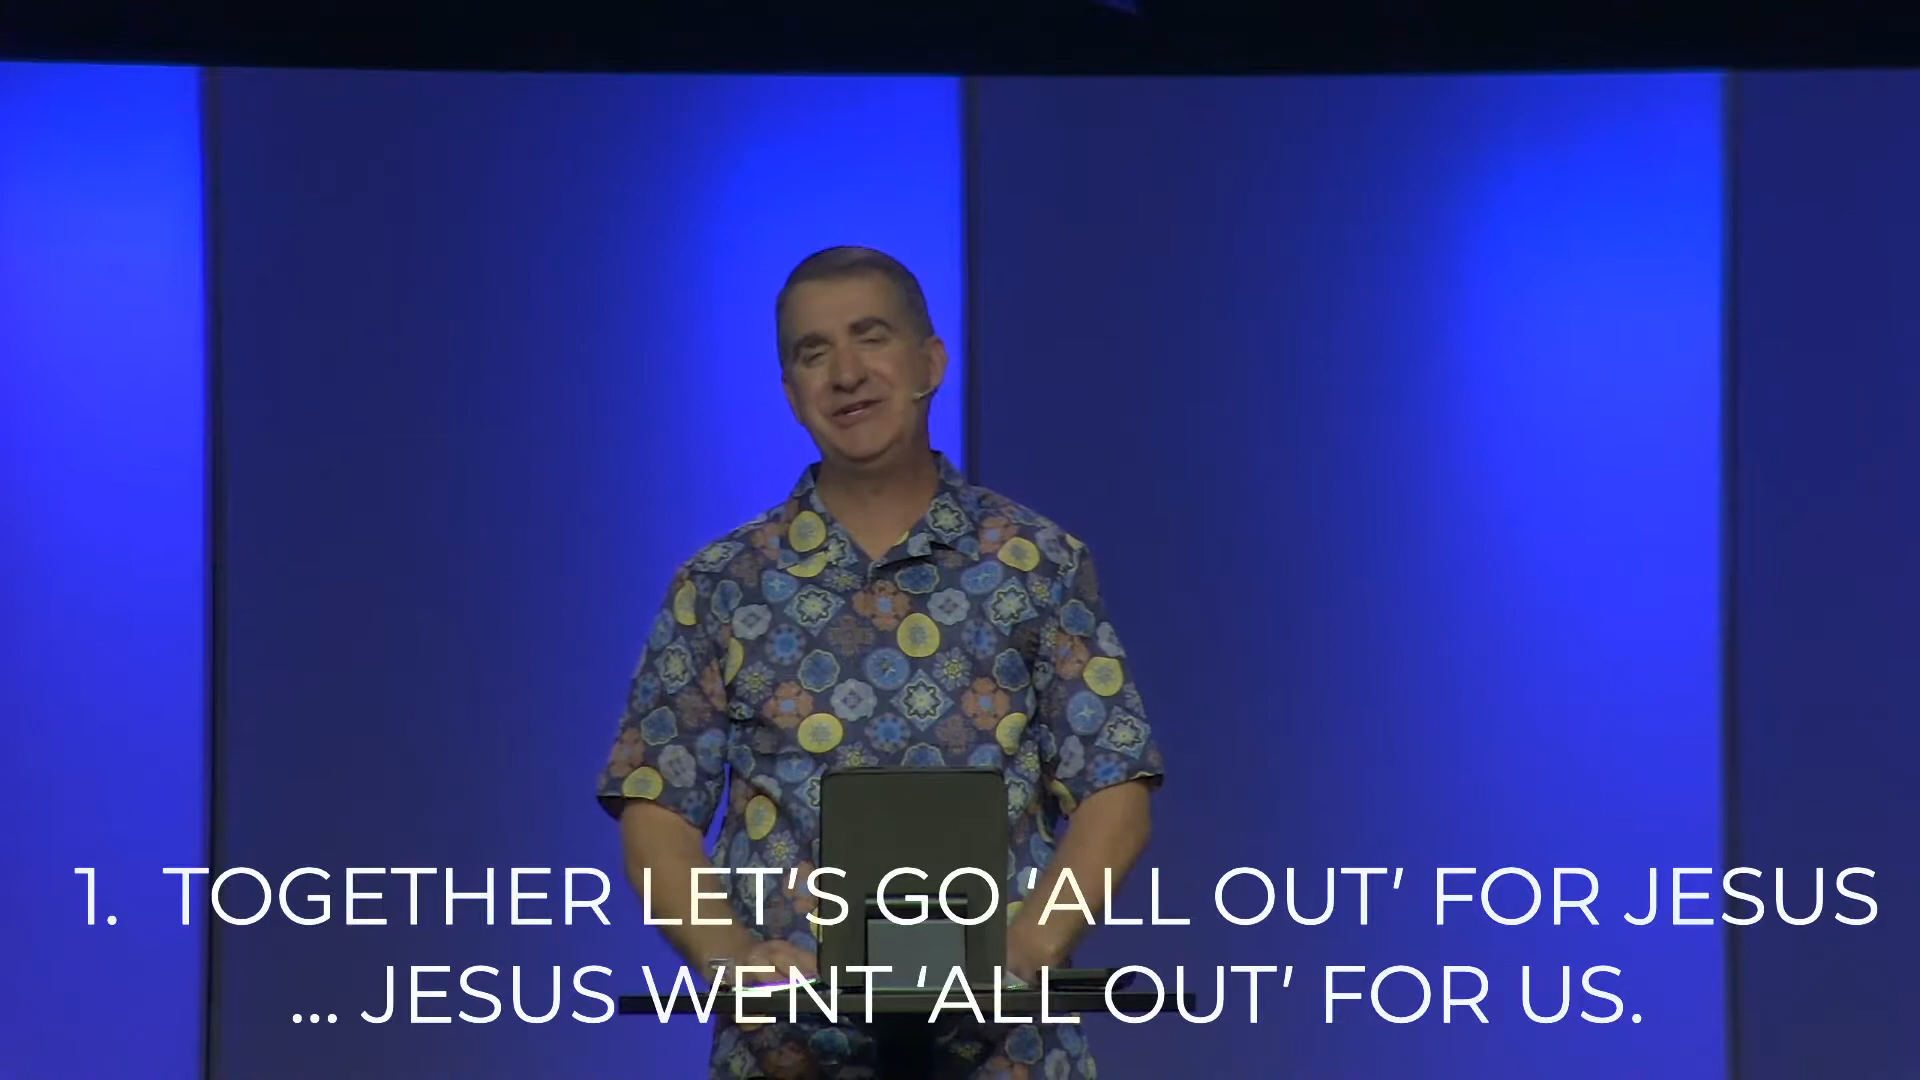 1. TOGETHER LET'S GO 'ALL OUT' FOR JESUS
... JESUS WENT 'ALL OUT' FOR US.